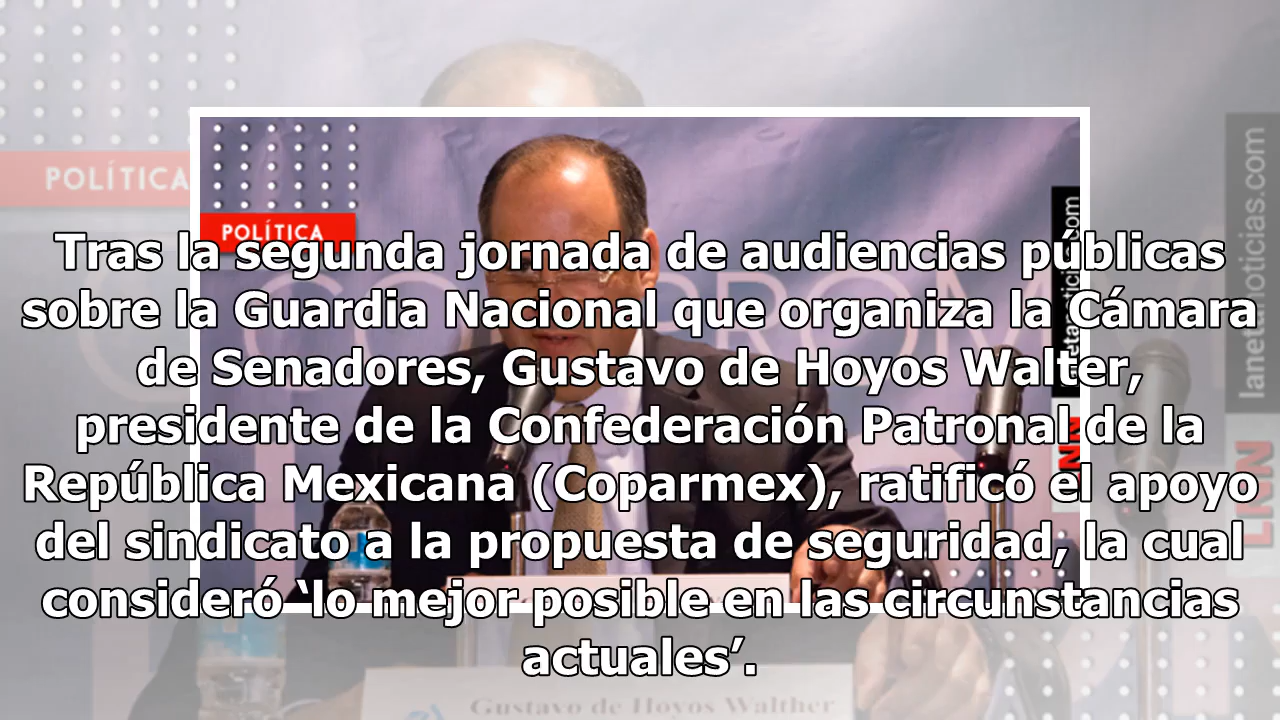 POLÍTICA
POLÍTICA
Tras la segunda jornada de audiencias públicas
sobre la Guardia Nacional que organiza la Cámara
de Senadores, Gustavo de Hoyos Walter,
presidente de la Confederación Patronal de la
República Mexicana (Coparmex), ratificó el apoyo
del sindicato a la propuesta de seguridad, la cual
consideró ‘lo mejor posible en las circunstancias
actuales’.
lanetanoticias.com
LNN
Gustavo de Hoyos Walther